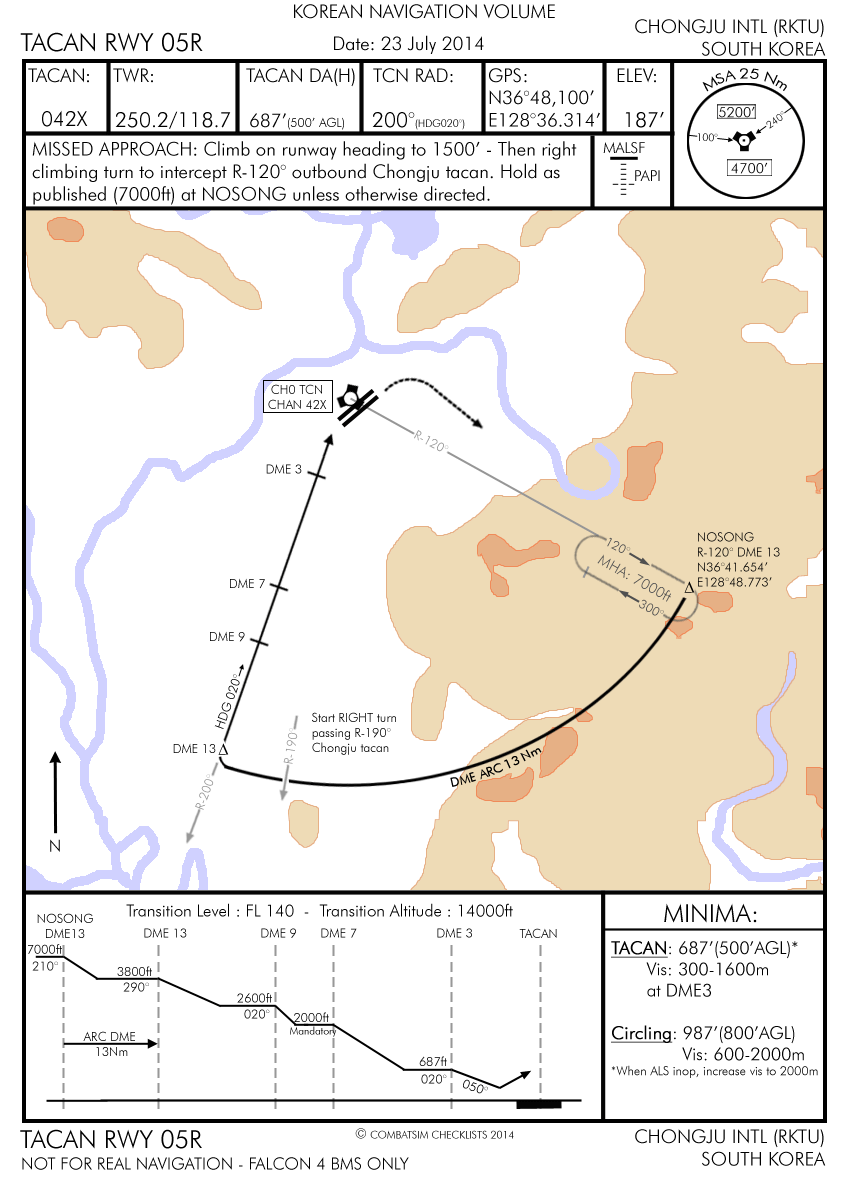 KOREAN NAVIGATION VOLUME
TACAN RWY 05R
Date: 23 July 2014
CHONGJU INTL (RKTU)
SOUTH KOREA
TACAN:
042X
TWR:
250.2/118.7
TACAN DA(H)
687’(500’ AGL)
TCN RAD:
200°(HDG020°)
GPS:
N36°48,100’
E128°36.314’
ELEV:
187’
MSA 25 Nm
5200’
100°
240°
4700’
MISSED APPROACH: Climb on runway heading to 1500’ - Then right
climbing turn to intercept R-120° outbound Chongju tacan. Hold as
published (7000ft) at NOSONG unless otherwise directed.
MALSF
PAPI
CH0 TCN
CHAN 42X
R-120°
DME 3
120°
MHA: 7000ft
300°
NOSONG
R-120° DME 13
N36°41.654’
E128°48.773’
DME 7
DME 9
HDG 020°
DME 13
R-200°
R-190°
Start RIGHT turn
passing R-190°
Chongju tacan
DME ARC 13 Nm
N
Transition Level : FL 140 - Transition Altitude : 14000ft
NOSONG
DME13
DME 13
DME 9
DME 7
DME 3
TACAN
7000ft
210°
3800ft
290°
2600ft
020°
2000ft
Mandatory
ARC DME
13Nm
687ft
020°
050°
MINIMA:
TACAN: 687’(500’AGL)*
Vis: 300-1600m
at DME3
Circling: 987’(800’AGL)
Vis: 600-2000m
*When ALS inop, increase vis to 2000m
TACAN RWY 05R
NOT FOR REAL NAVIGATION - FALCON 4 BMS ONLY
© COMBATSIM CHECKLISTS 2014
CHONGJU INTL (RKTU)
SOUTH KOREA